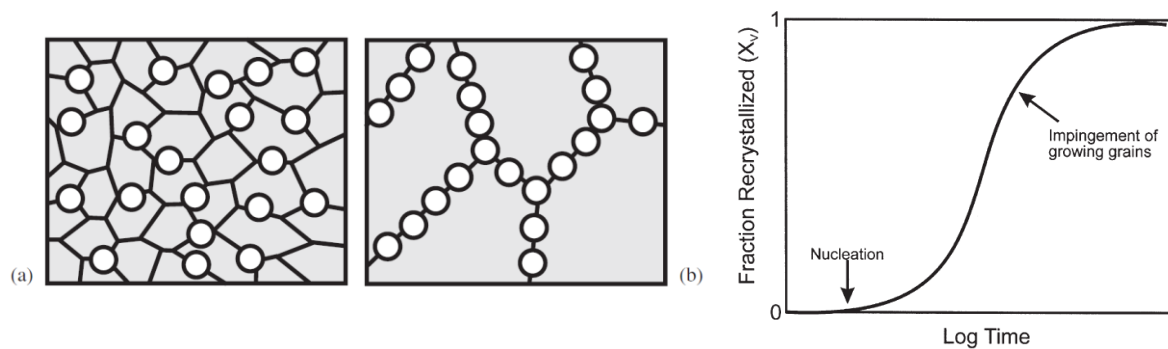 (a)
(b)
Fraction Recrystallized (Xᵥ)
1
Impingement of
growing grains
Nucleation
0
Log Time